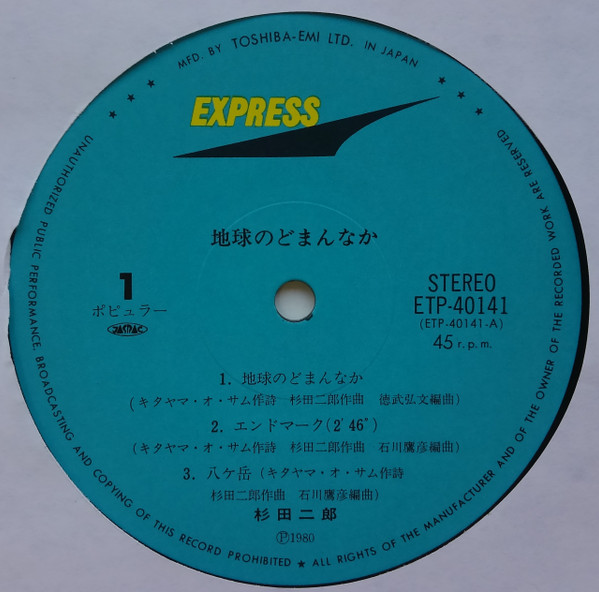 MFD. BY TOSHIBA-EMI LTD. IN JAPAN
EXPRESS
地球のどまんなか
1
ポピュラー
JASRAC
STEREO
ETP-40141
(ETP-40141-A)
45 r.p.m.
1. 地球のどまんなか
(キタヤマ・オ・サム作詩 杉田二郎作曲 徳武弘文編曲)
2. エンドマーク(2′46″)
(キタヤマ・オ・サム作詩 杉田二郎作曲 石川鷹彦編曲)
3. 八ケ岳 (キタヤマ・オ・サム作詩
杉田二郎作曲 石川鷹彦編曲)
杉田二郎
Ⓟ1980
★ ★ ★ UNAUTHORIZED PUBLIC PERFORMANCE, BROADCASTING AND COPYING OF THIS RECORD PROHIBITED ★ ALL RIGHTS OF THE MANUFACTURER AND OF THE OWNER OF THE RECORDED WORK ARE RESERVED ★ ★ ★